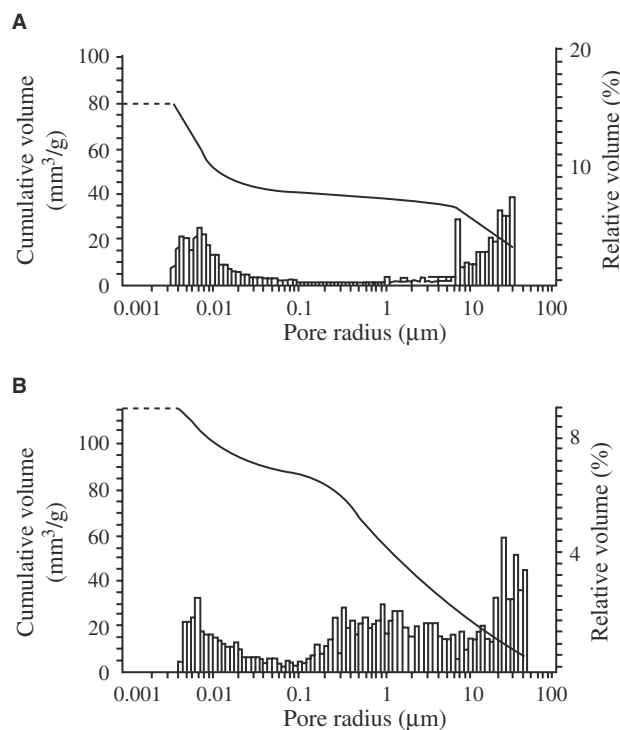 A
Cumulative volume
(mm³/g)
100
80
60
40
20
0
20
10
Relative volume (%)
0.001 0.01 0.1 1 10 100
Pore radius (μm)
B
Cumulative volume
(mm³/g)
100
80
60
40
20
0
8
4
Relative volume (%)
0.001 0.01 0.1 1 10 100
Pore radius (μm)